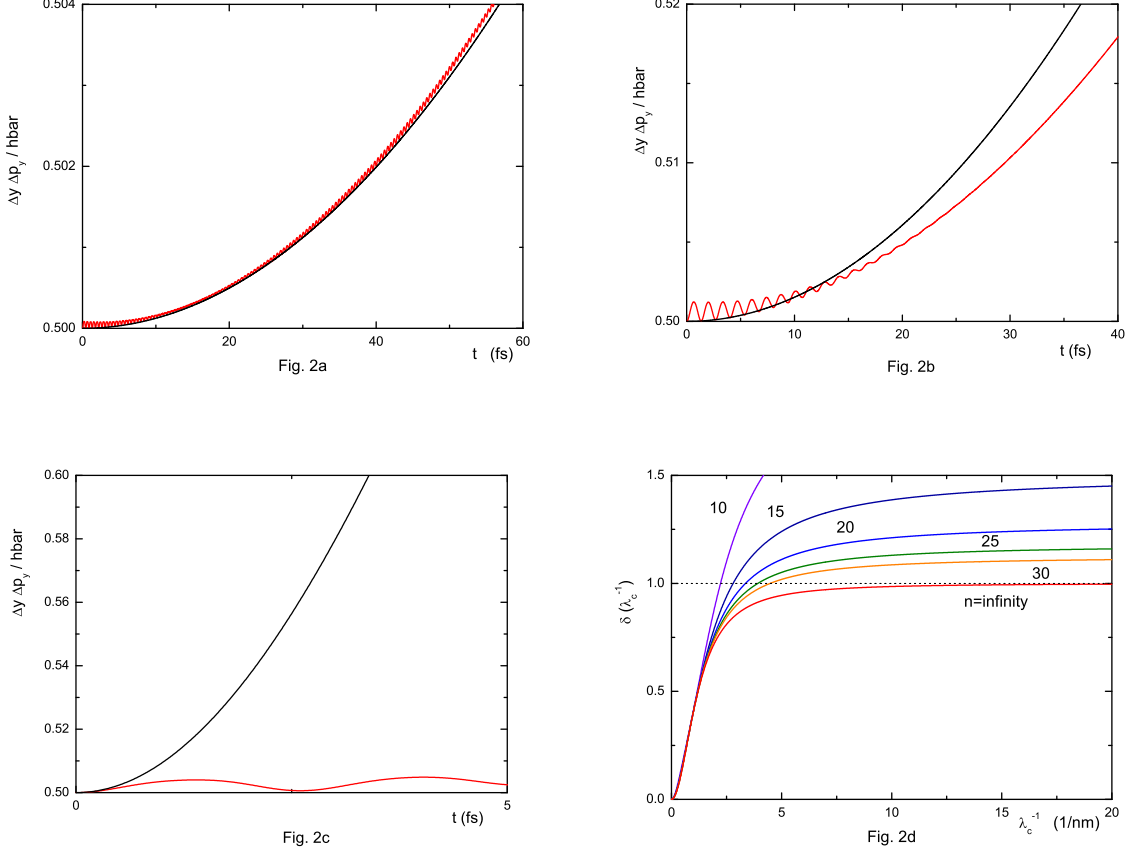 0.504
0.502
0.500
Δy Δp_y / hbar
0
20
40
60
t (fs)
Fig. 2a
0.52
0.51
0.50
Δy Δp_y / hbar
0
10
20
30
40
t (fs)
Fig. 2b
0.60
0.58
0.56
0.54
0.52
0.50
Δy Δp_y / hbar
0
5
t (fs)
Fig. 2c
1.5
1.0
0.5
0.0
δ (λ_c^-1)
10
15
20
25
30
n=infinity
0
5
10
15
20
λ_c^-1 (1/nm)
Fig. 2d